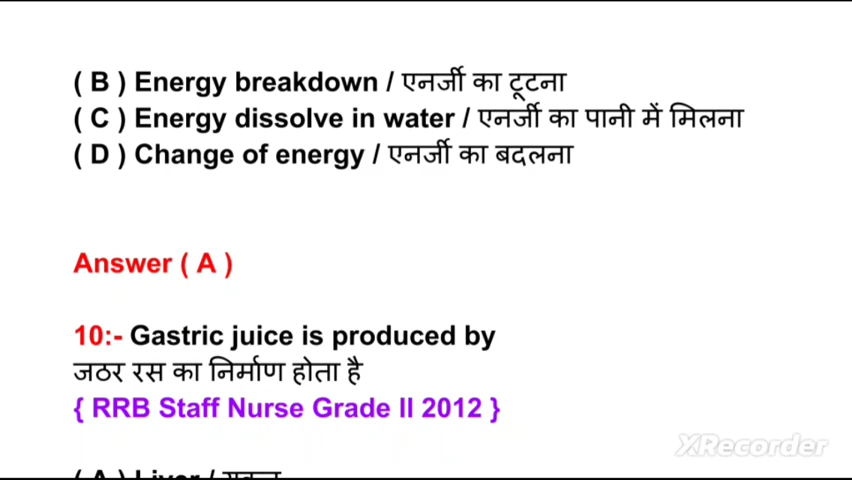 ( B ) Energy breakdown / एनर्जी का टूटना
( C ) Energy dissolve in water / एनर्जी का पानी में मिलना
( D ) Change of energy / एनर्जी का बदलना
Answer ( A )
10:- Gastric juice is produced by
जठर रस का निर्माण होता है
{ RRB Staff Nurse Grade II 2012 }
XRecorder
( A ) Liver /